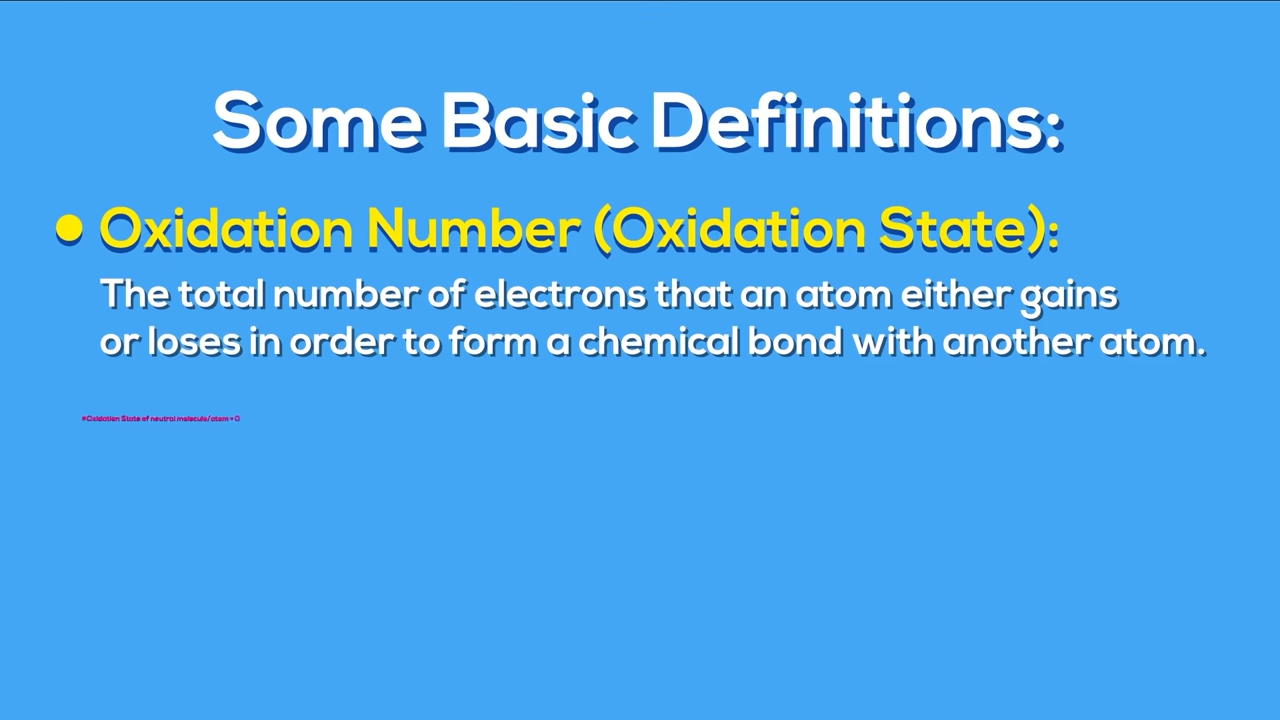 Some Basic Definitions:
● Oxidation Number (Oxidation State):
The total number of electrons that an atom either gains
or loses in order to form a chemical bond with another atom.
#Oxidation State of neutral molecule/atom = 0